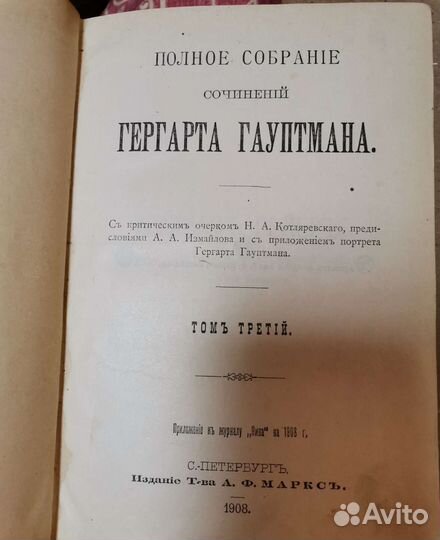 ПОЛНОЕ СОБРАНІЕ
СОЧИНЕНІЙ
ГЕРГАРТА ГАУПТМАНА.
Съ критическимъ очеркомъ Н. А. Котляревскаго, преди-
словіями А. А. Измайлова и съ приложеніемъ портрета
Гергарта Гауптмана.
ТОМЪ ТРЕТІЙ.
Приложеніе къ журналу „Нива“ на 1908 г.
С.-ПЕТЕРБУРГЪ.
Изданіе Т-ва А. Ф. МАРКСЪ.
1908.
Avito